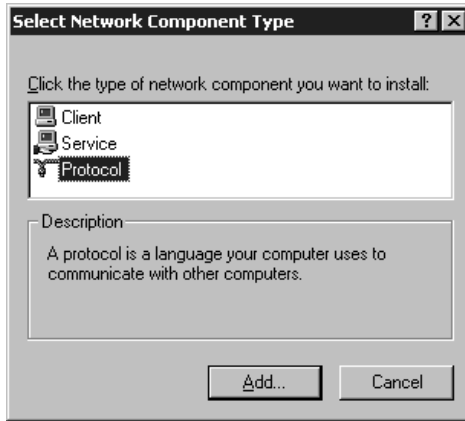 Select Network Component Type
Click the type of network component you want to install:
Client
Service
Protocol
Description
A protocol is a language your computer uses to
communicate with other computers.
Add...
Cancel